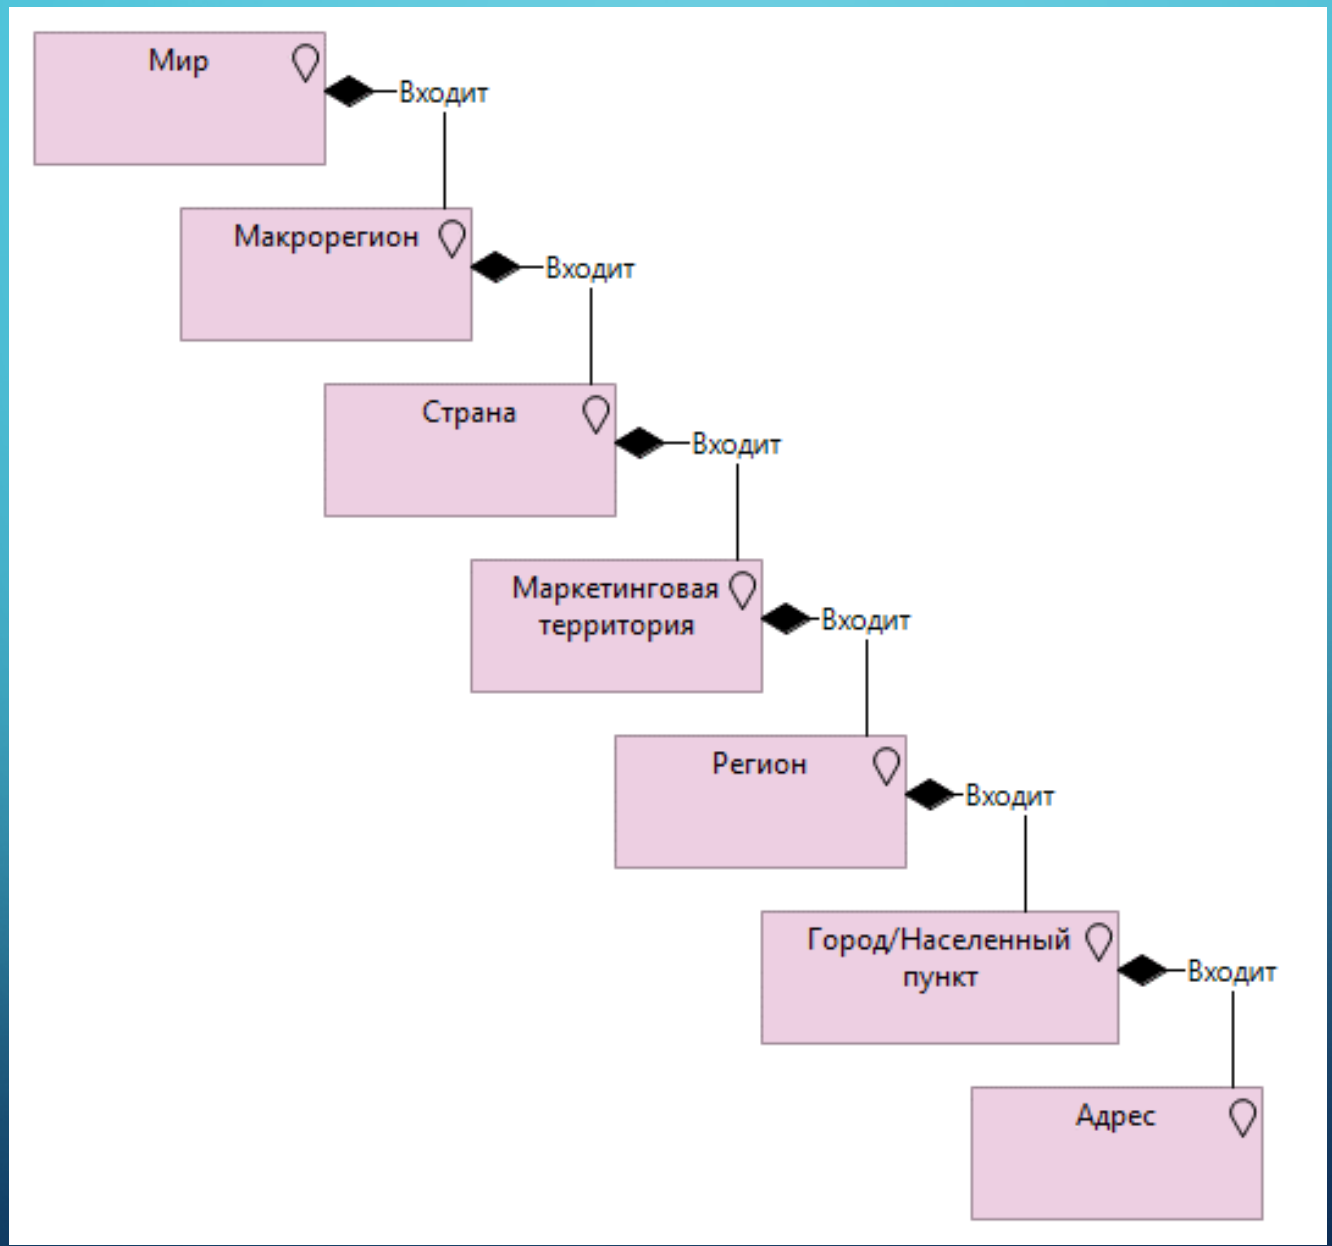 Мир
Входит
Макрорегион
Входит
Страна
Входит
Маркетинговая
территория
Входит
Регион
Входит
Город/Населенный
пункт
Входит
Адрес